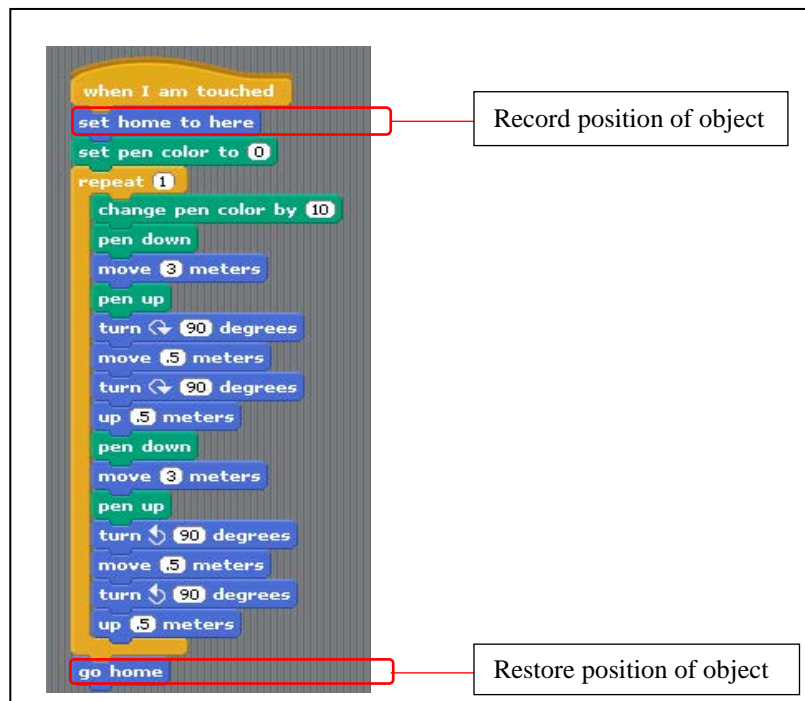 when I am touched
set home to here
Record position of object
set pen color to 0
repeat 1
change pen color by 10
pen down
move 3 meters
pen up
turn 90 degrees
move .5 meters
turn 90 degrees
up .5 meters
pen down
move 3 meters
pen up
turn 90 degrees
move .5 meters
turn 90 degrees
up .5 meters
go home
Restore position of object